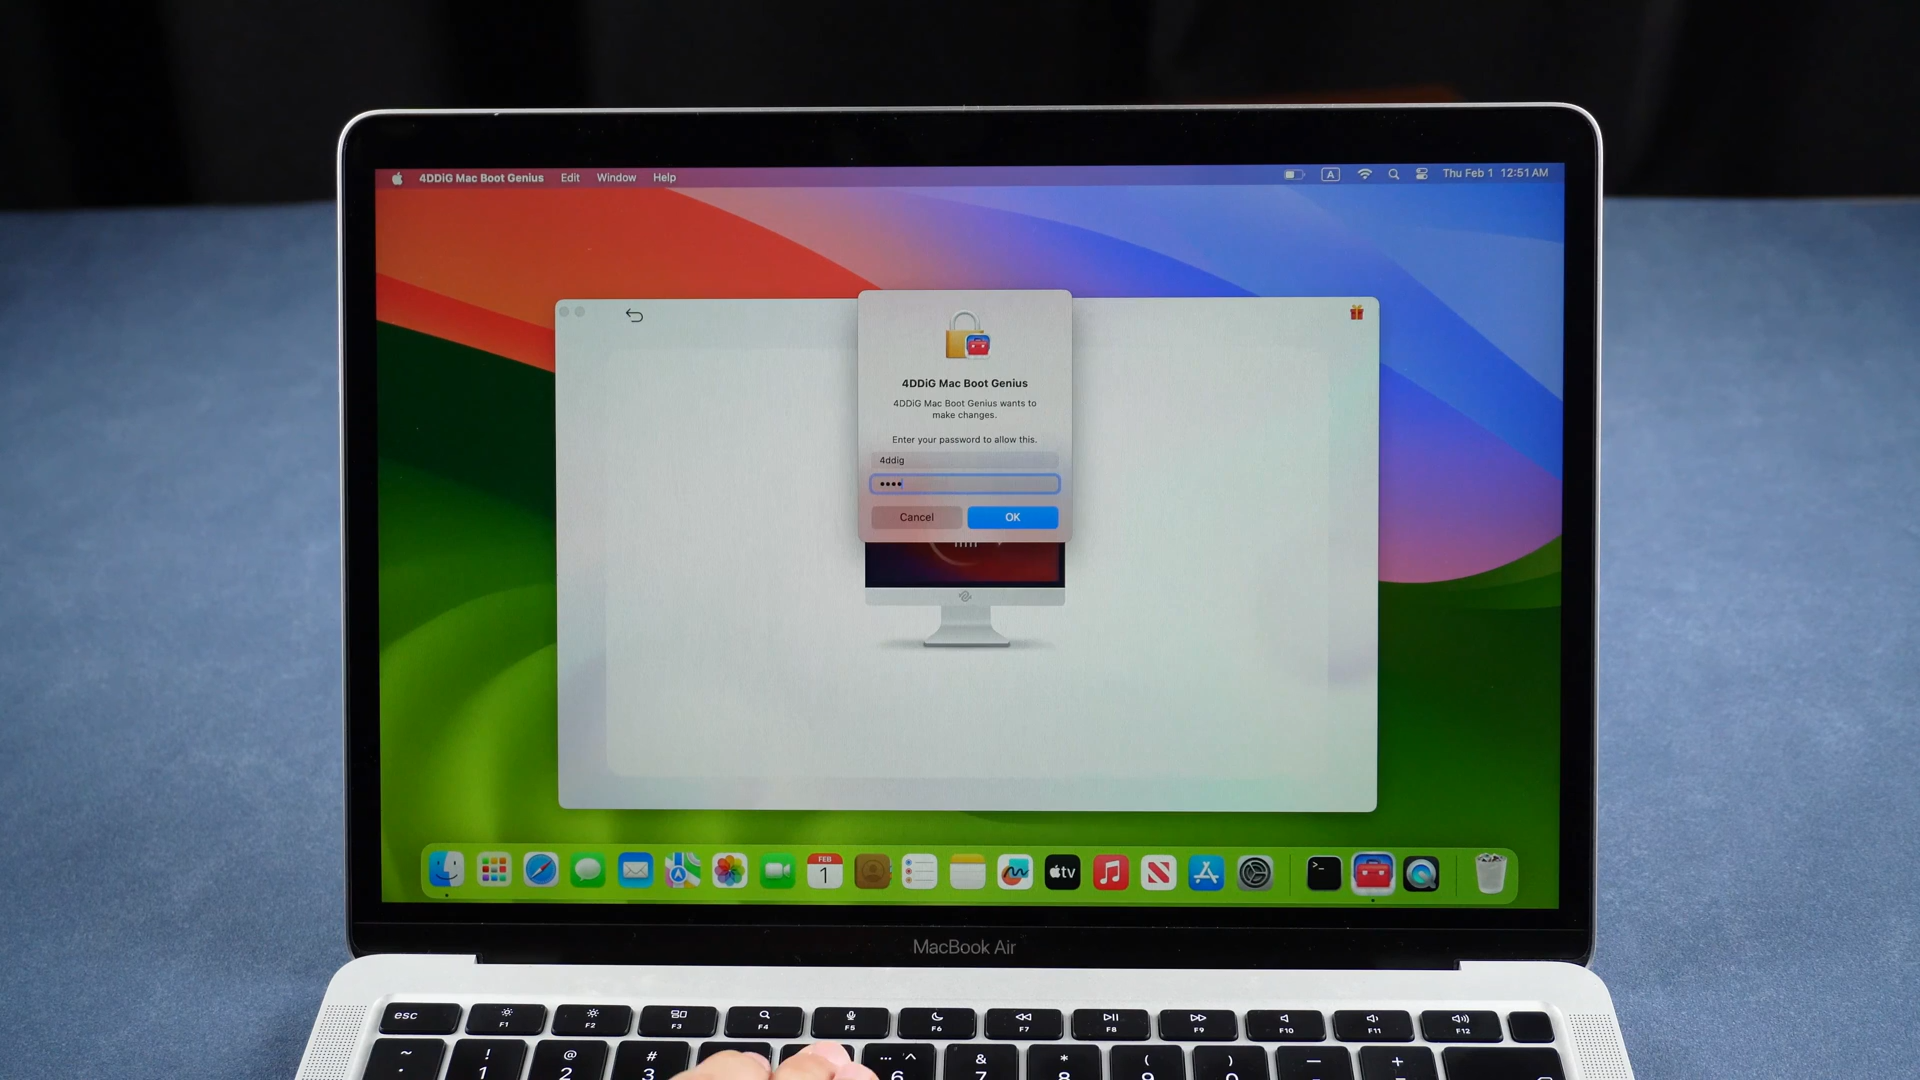 4DDiG Mac Boot Genius Edit Window Help
A Thu Feb 1 12:51 AM
4DDiG Mac Boot Genius
4DDiG Mac Boot Genius wants to
make changes.
Enter your password to allow this.
4ddig
••••
Cancel OK
FEB
1
tv
MacBook Air
esc F1 F2 F3 F4 F5 F6 F7 F8 F9 F10 F11 F12
~ ! @ # ^ & * ( ) — +
1 2 3 6 7 8 9 0